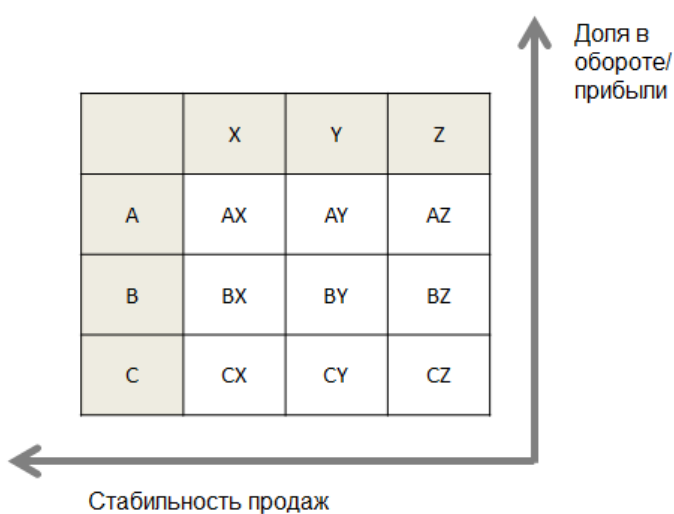 Доля в
обороте/
прибыли
X Y Z
A AX AY AZ
B BX BY BZ
C CX CY CZ
Стабильность продаж